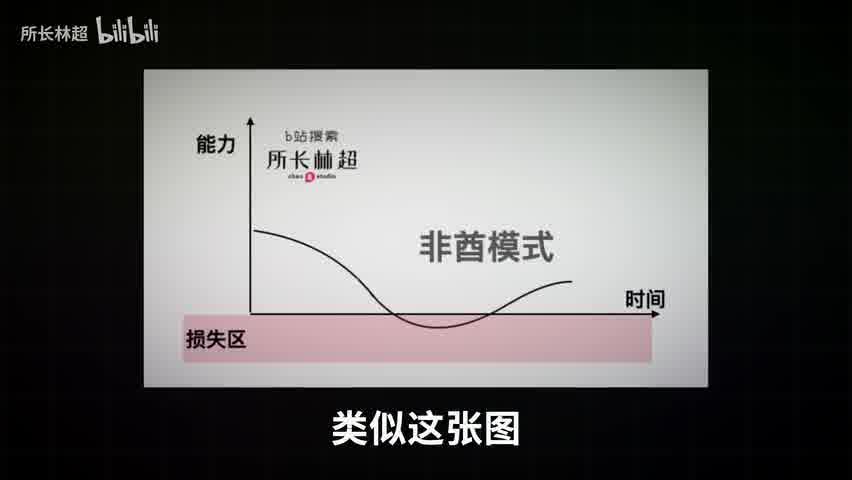 所长林超 bilibili
能力
b站搜索
所长林超
chao studio
非酋模式
时间
损失区
类似这张图